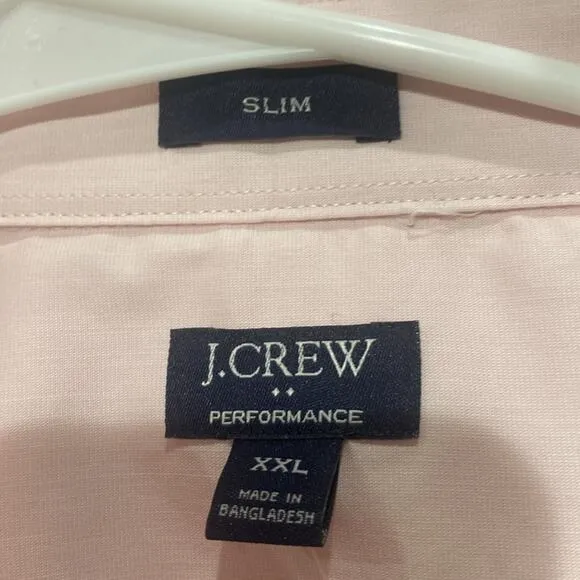 SLIM
J.CREW
PERFORMANCE
XXL
MADE IN
BANGLADESH